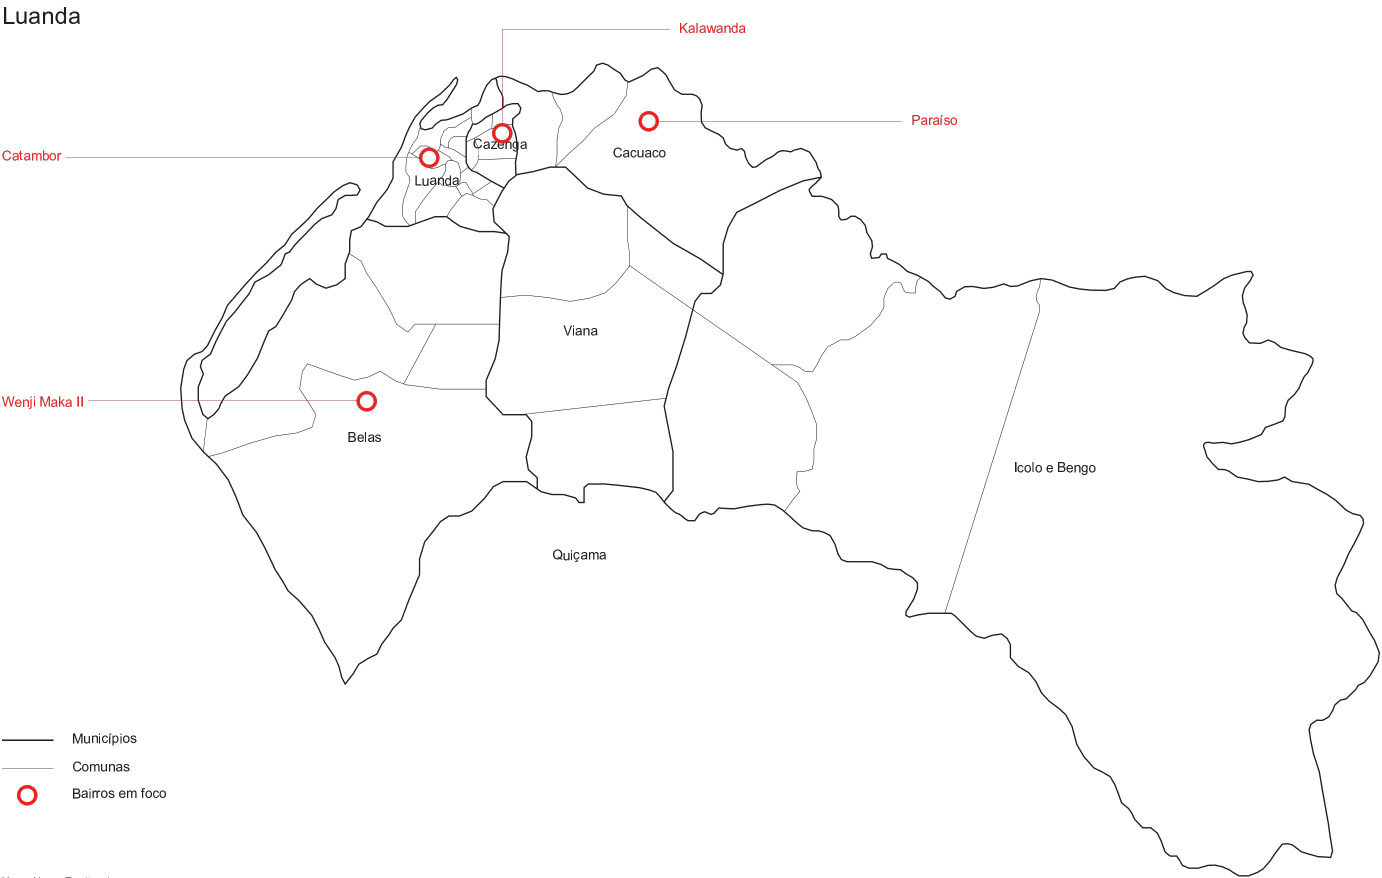 Luanda
Kalawanda
Paraíso
Catambor
Cazenga
Cacuaco
Luanda
Viana
Wenji Maka II
Belas
Icolo e Bengo
Quiçama
Municípios
Comunas
Bairros em foco